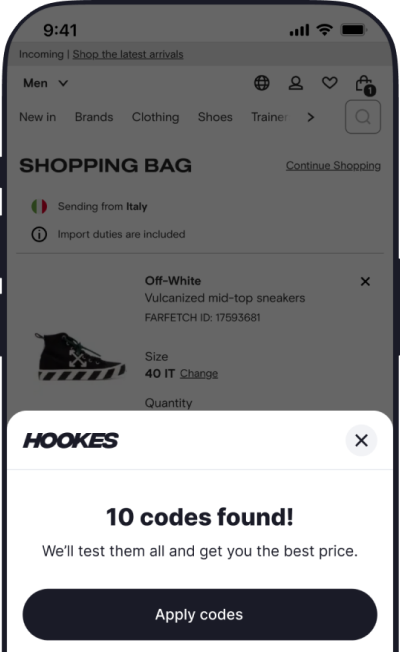 9:41
Incoming | Shop the latest arrivals
Men
1
New in Brands Clothing Shoes Trainer
SHOPPING BAG
Continue Shopping
Sending from Italy
Import duties are included
Off-White
Vulcanized mid-top sneakers
FARFETCH ID: 17593681
Size
40 IT Change
Quantity
HOOKES
10 codes found!
We'll test them all and get you the best price.
Apply codes